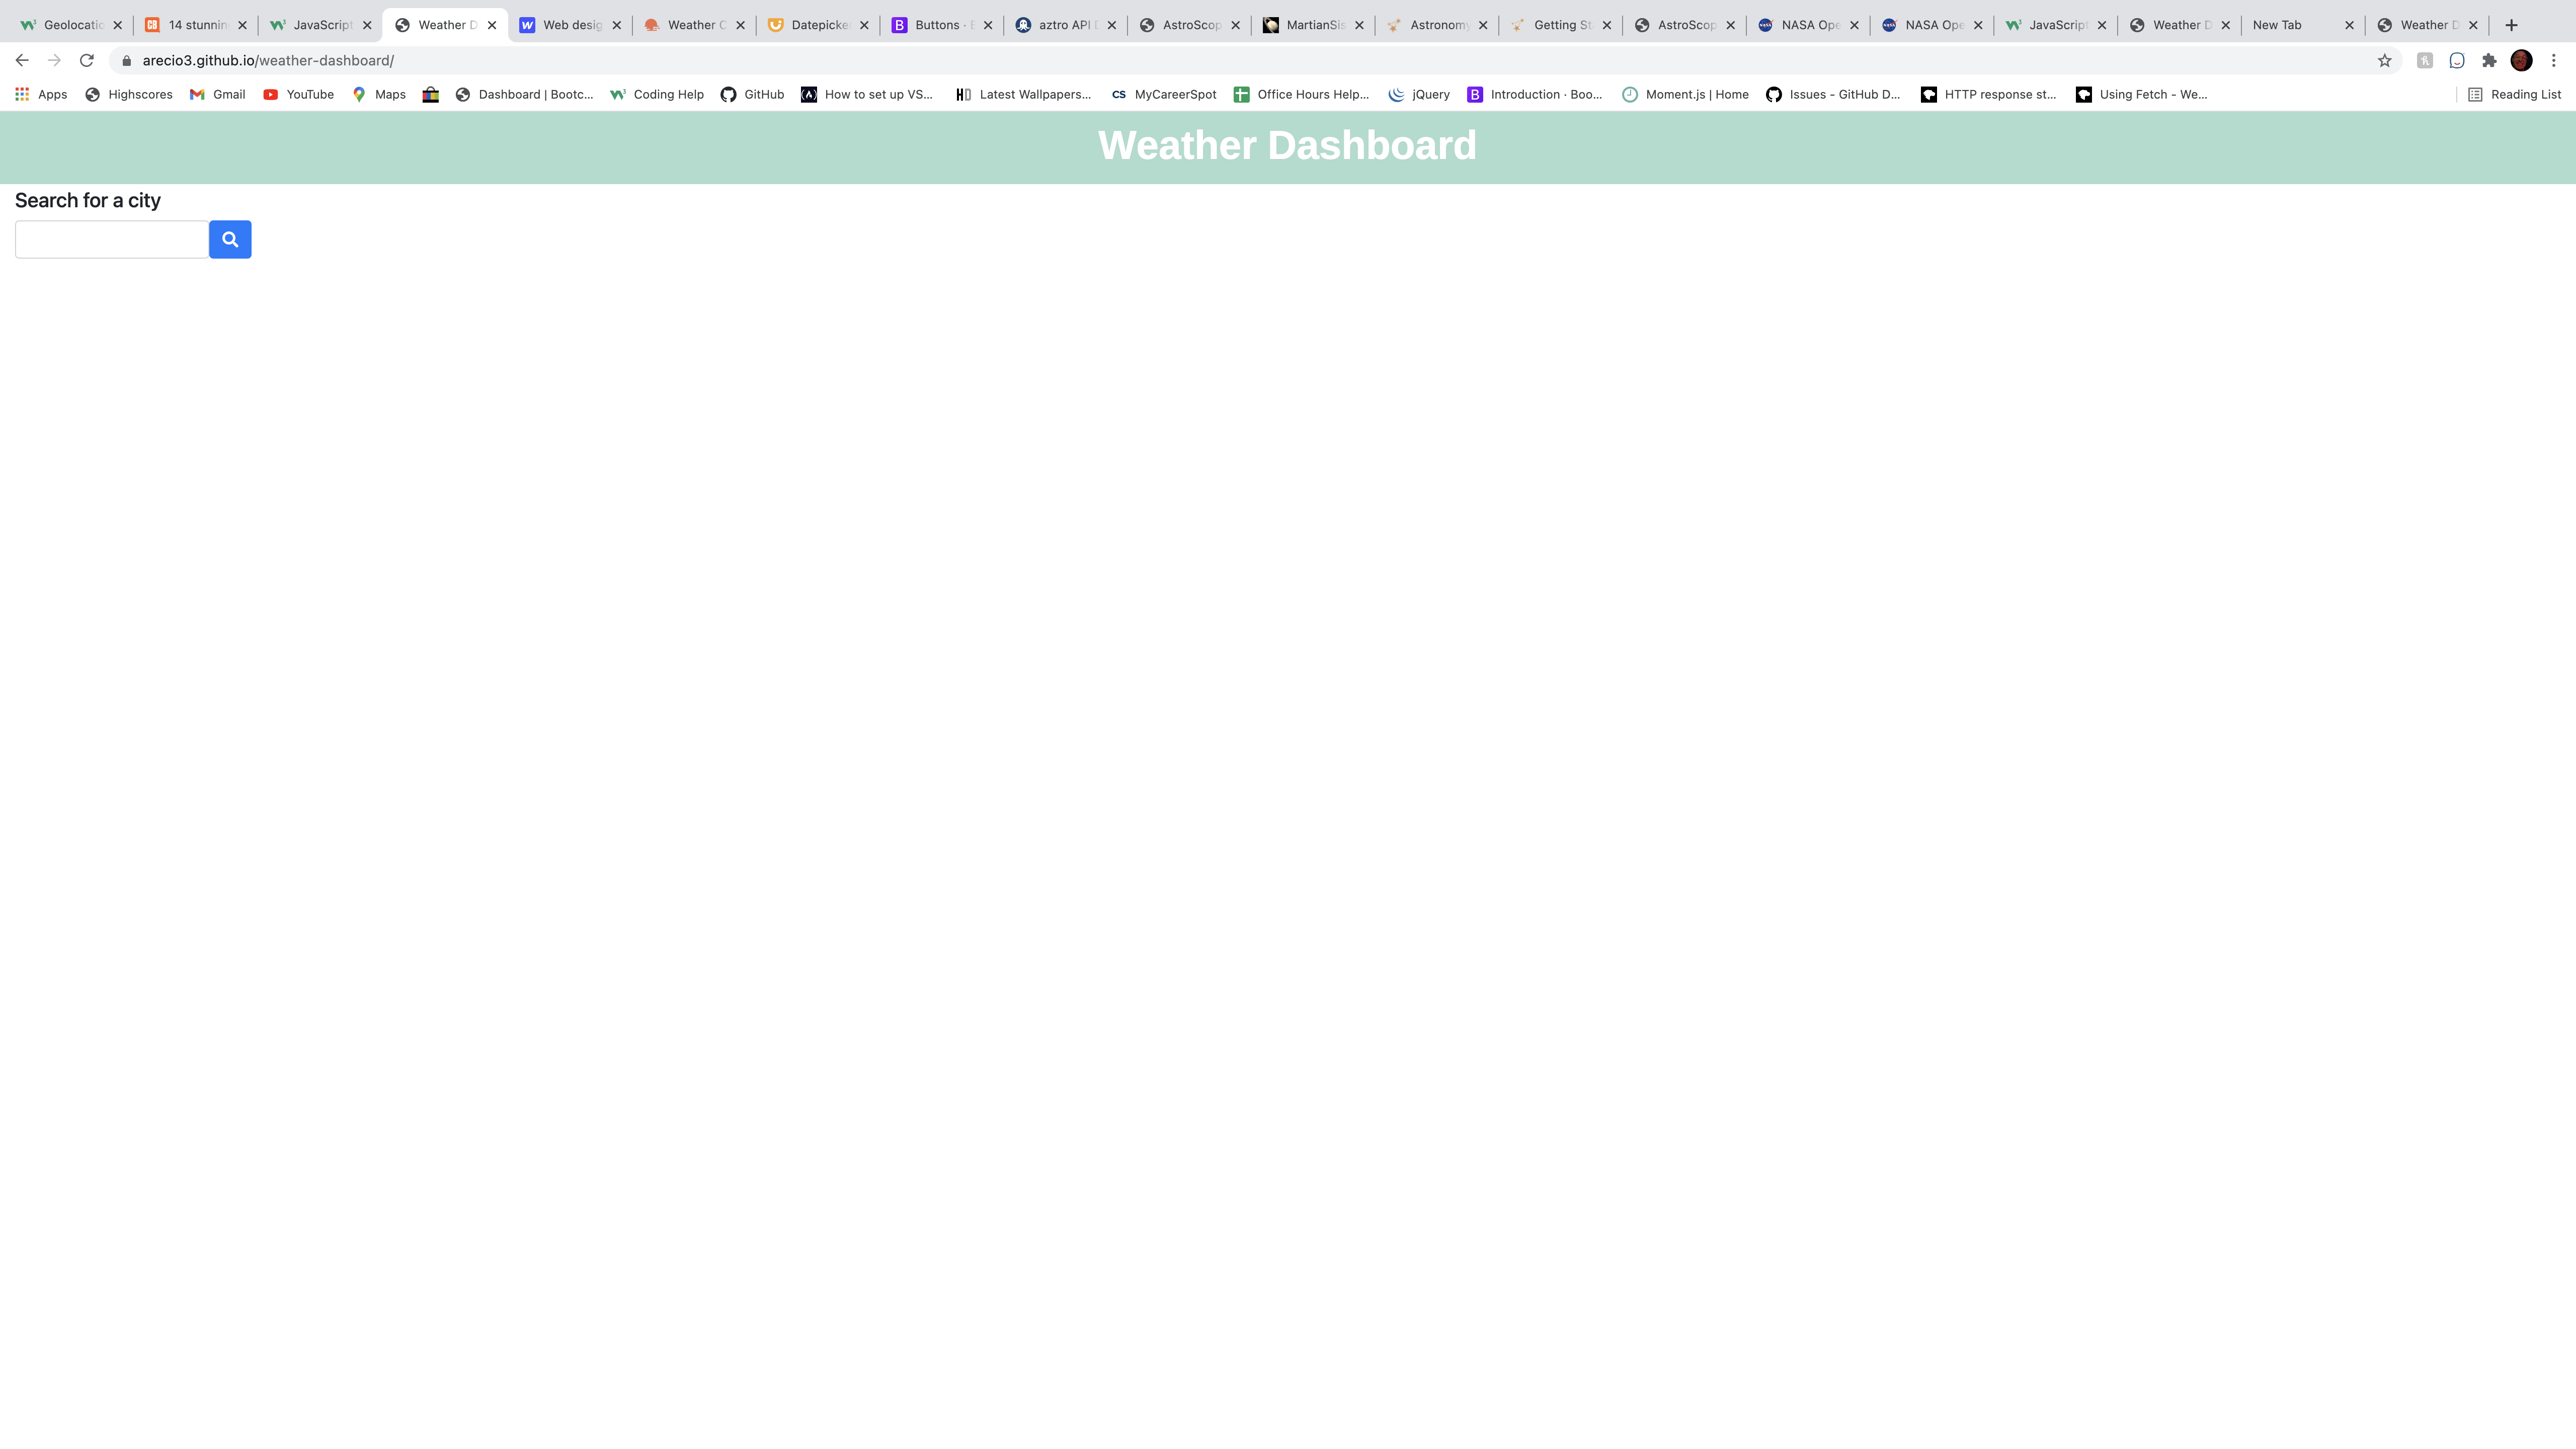 Geolocatio 14 stunnin JavaScript Weather D Web desig Weather C Datepicker Buttons · B aztro API D AstroScop MartianSis Astronomy Getting St AstroScop NASA Ope NASA Ope JavaScript Weather D New Tab Weather D
arecio3.github.io/weather-dashboard/
Apps Highscores Gmail YouTube Maps Dashboard | Bootc... Coding Help GitHub How to set up VS... Latest Wallpapers... CS MyCareerSpot Office Hours Help... jQuery B Introduction · Boo... Moment.js | Home Issues - GitHub D... HTTP response st... Using Fetch - We... Reading List
Weather Dashboard
Search for a city